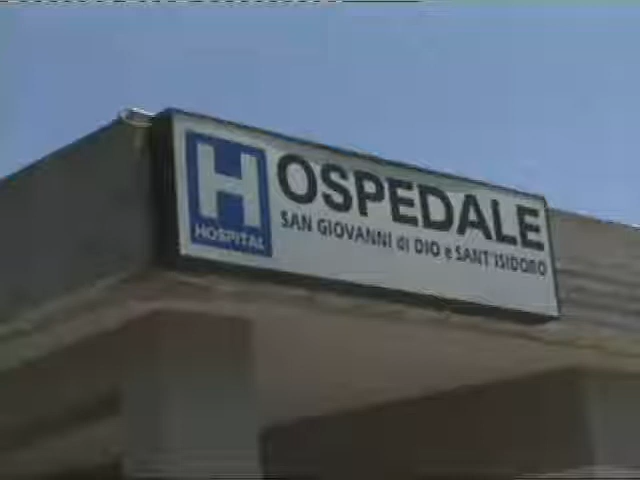 H
HOSPITAL
OSPEDALE
SAN GIOVANNI di DIO e SANT'ISIDORO